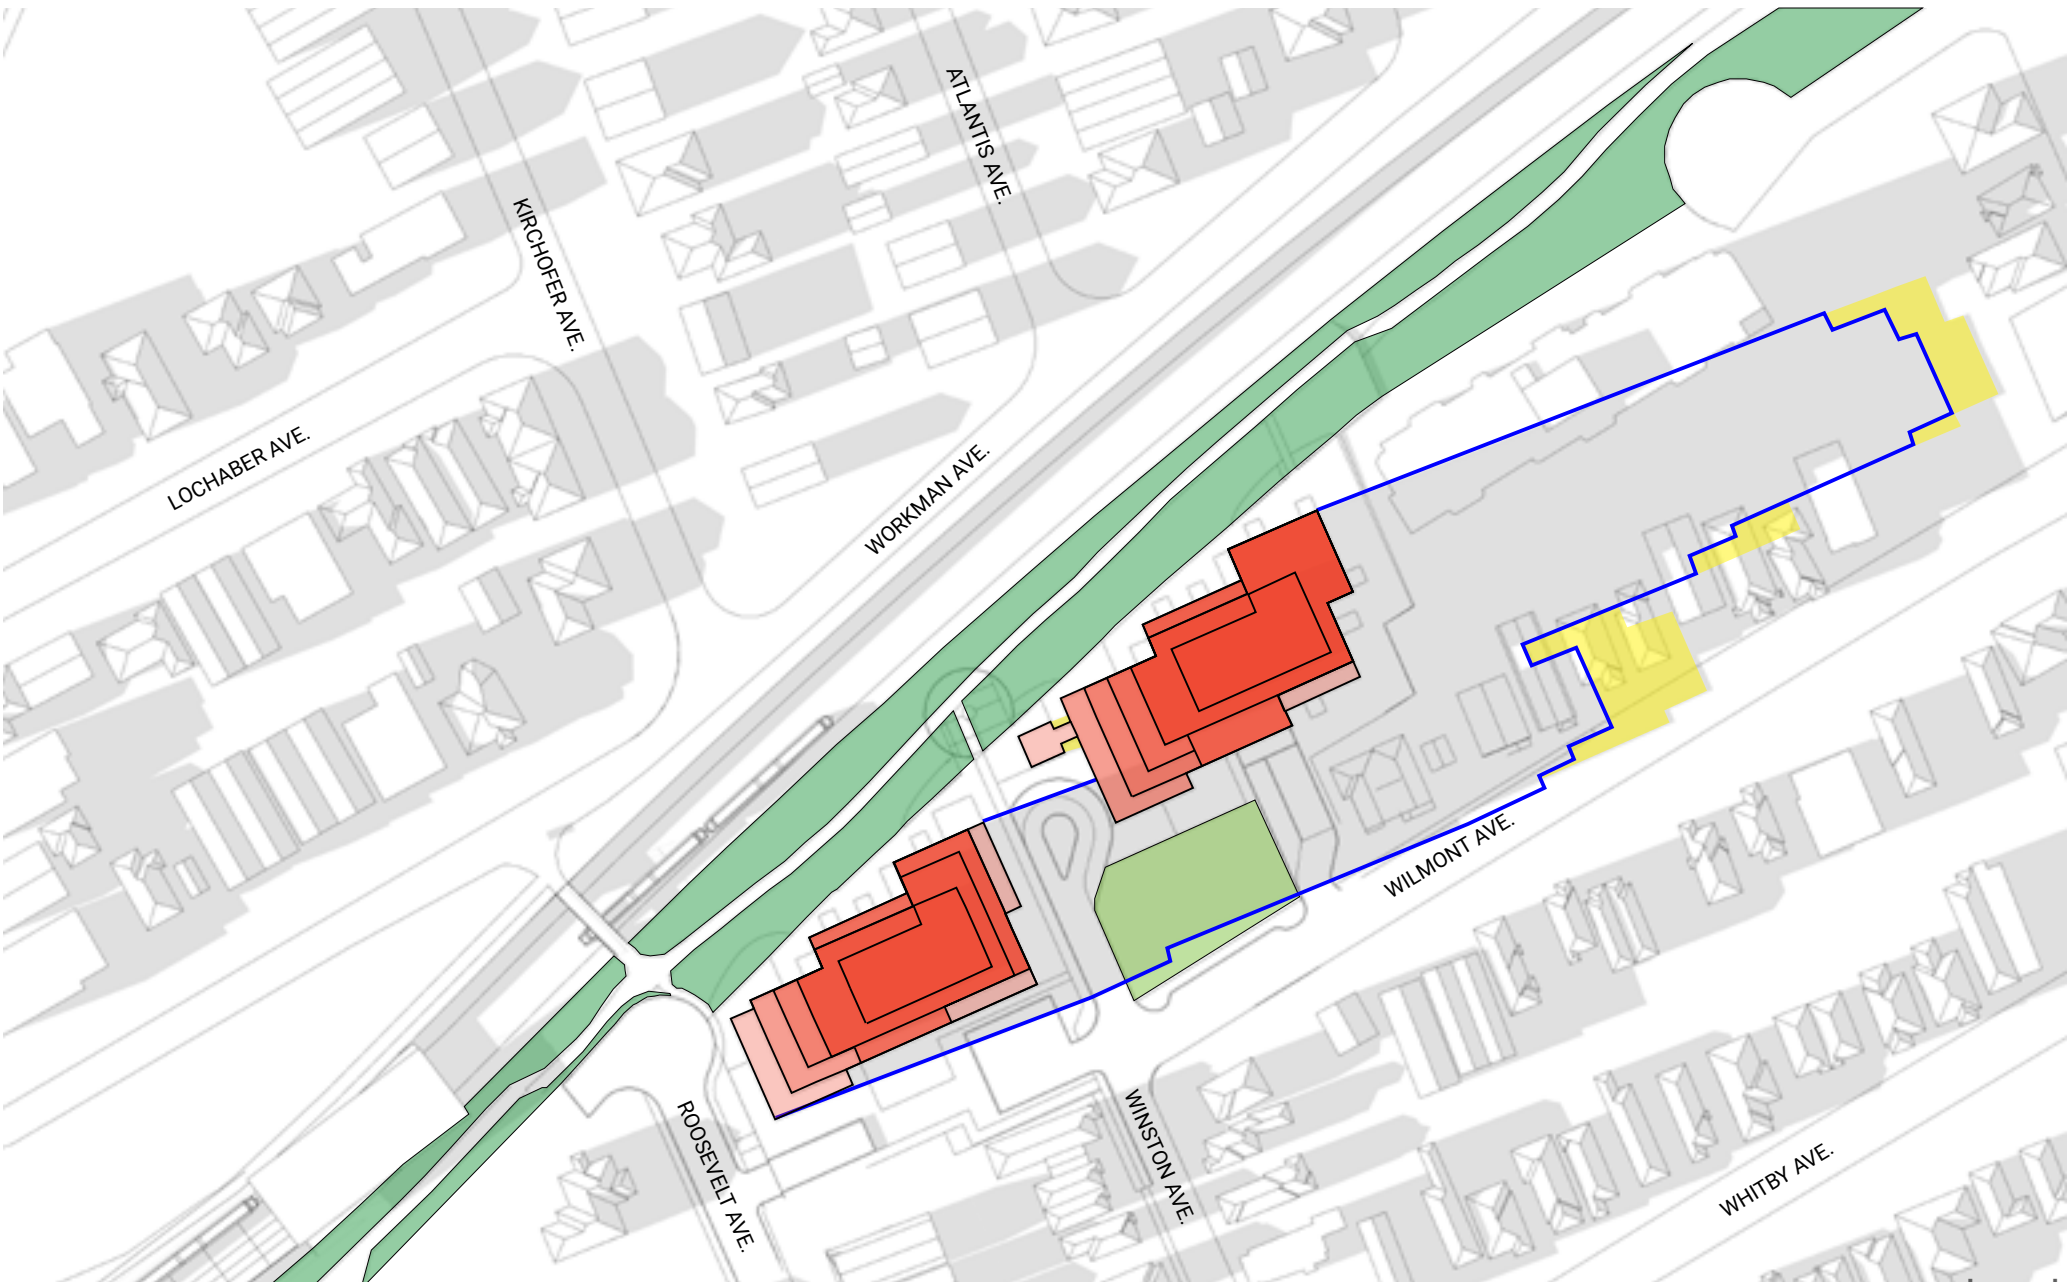 ATLANTIS AVE.
KIRCHOFER AVE.
LOCHABER AVE.
WORKMAN AVE.
WILMONT AVE.
ROOSEVELT AVE.
WINSTON AVE.
WHITBY AVE.